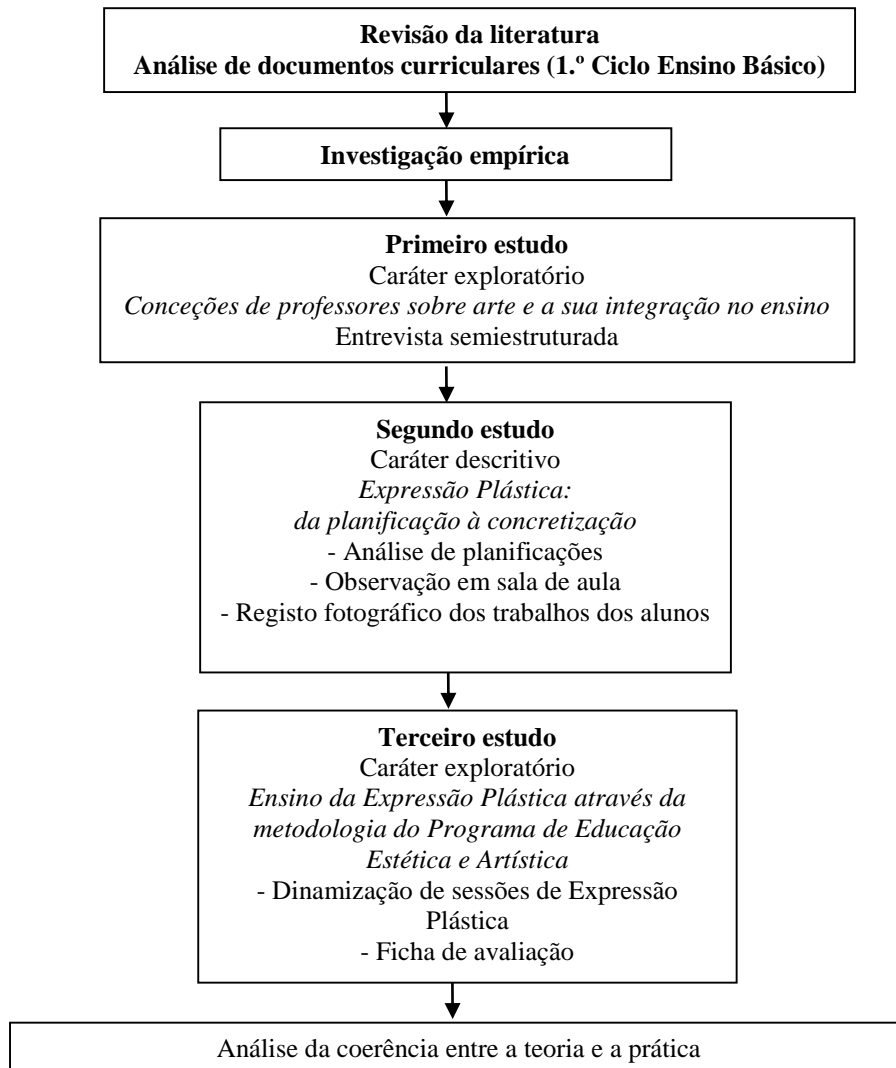 Revisão da literatura
Análise de documentos curriculares (1.º Ciclo Ensino Básico)
Investigação empírica
Primeiro estudo
Caráter exploratório
Conceções de professores sobre arte e a sua integração no ensino
Entrevista semiestruturada
Segundo estudo
Caráter descritivo
Expressão Plástica:
da planificação à concretização
- Análise de planificações
- Observação em sala de aula
- Registo fotográfico dos trabalhos dos alunos
Terceiro estudo
Caráter exploratório
Ensino da Expressão Plástica através da
metodologia do Programa de Educação
Estética e Artística
- Dinamização de sessões de Expressão
Plástica
- Ficha de avaliação
Análise da coerência entre a teoria e a prática